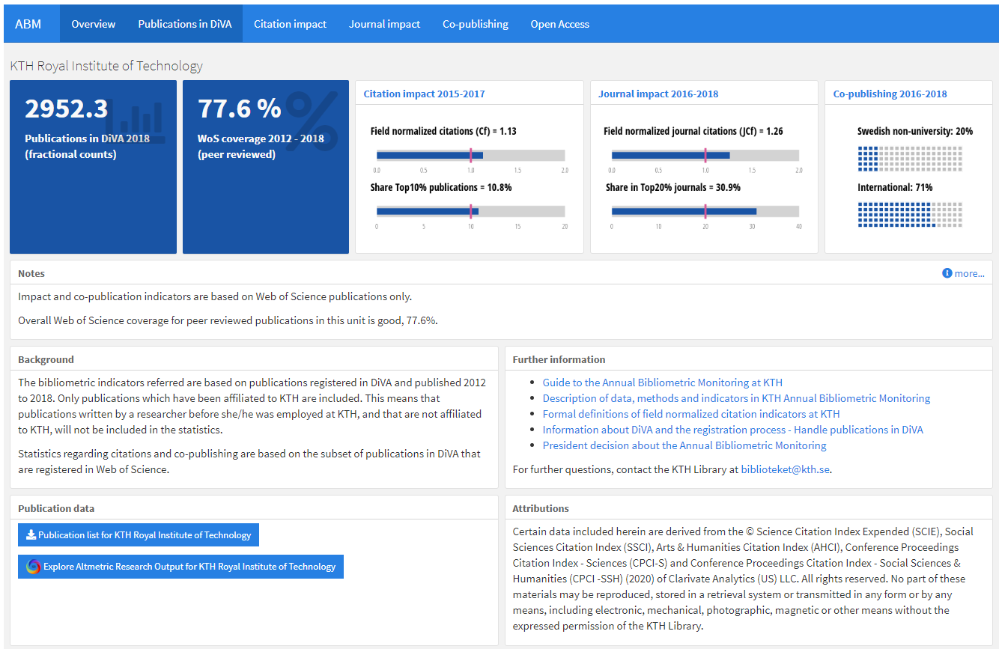 ABM Overview Publications in DiVA Citation impact Journal impact Co-publishing Open Access
KTH Royal Institute of Technology
2952.3
Publications in DiVA 2018
(fractional counts)
77.6 %
WoS coverage 2012 - 2018
(peer reviewed)
Citation impact 2015-2017
Field normalized citations (Cf) = 1.13
0.0 0.5 1.0 1.5 2.0
Share Top10% publications = 10.8%
0 5 10 15 20
Journal impact 2016-2018
Field normalized journal citations (JCf) = 1.26
0.0 0.5 1.0 1.5 2.0
Share in Top20% journals = 30.9%
0 10 20 30 40
Co-publishing 2016-2018
Swedish non-university: 20%
International: 71%
Notes
more...
Impact and co-publication indicators are based on Web of Science publications only.
Overall Web of Science coverage for peer reviewed publications in this unit is good, 77.6%.
Background
The bibliometric indicators referred are based on publications registered in DiVA and published 2012
to 2018. Only publications which have been affiliated to KTH are included. This means that
publications written by a researcher before she/he was employed at KTH, and that are not affiliated
to KTH, will not be included in the statistics.
Statistics regarding citations and co-publishing are based on the subset of publications in DiVA that
are registered in Web of Science.
Further information
Guide to the Annual Bibliometric Monitoring at KTH
Description of data, methods and indicators in KTH Annual Bibliometric Monitoring
Formal definitions of field normalized citation indicators at KTH
Information about DiVA and the registration process - Handle publications in DiVA
President decision about the Annual Bibliometric Monitoring
For further questions, contact the KTH Library at biblioteket@kth.se.
Publication data
Publication list for KTH Royal Institute of Technology
Explore Altmetric Research Output for KTH Royal Institute of Technology
Attributions
Certain data included herein are derived from the © Science Citation Index Expended (SCIE), Social
Sciences Citation Index (SSCI), Arts & Humanities Citation Index (AHCI), Conference Proceedings
Citation Index - Sciences (CPCI-S) and Conference Proceedings Citation Index - Social Sciences &
Humanities (CPCI -SSH) (2020) of Clarivate Analytics (US) LLC. All rights reserved. No part of these
materials may be reproduced, stored in a retrieval system or transmitted in any form or by any
means, including electronic, mechanical, photographic, magnetic or other means without the
expressed permission of the KTH Library.